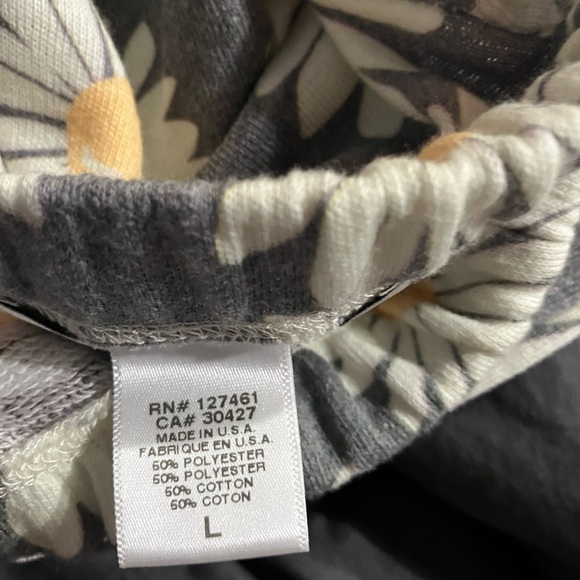 RN# 127461
CA# 30427
MADE IN U.S.A.
FABRIQUE EN U.S.A.
50% POLYESTER
50% POLYESTER
50% COTTON
50% COTON
L